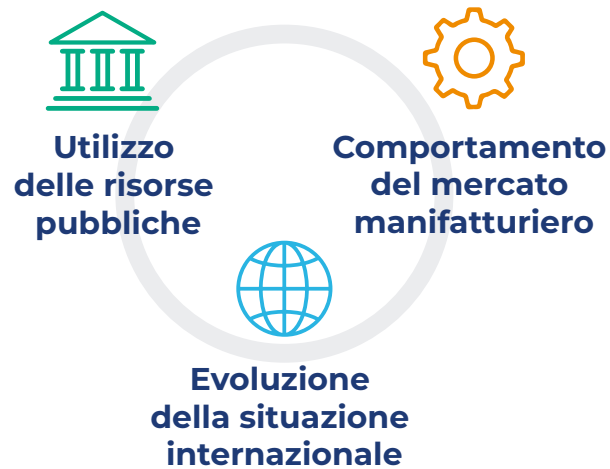 Utilizzo
delle risorse
pubbliche
Comportamento
del mercato
manifatturiero
Evoluzione
della situazione
internazionale